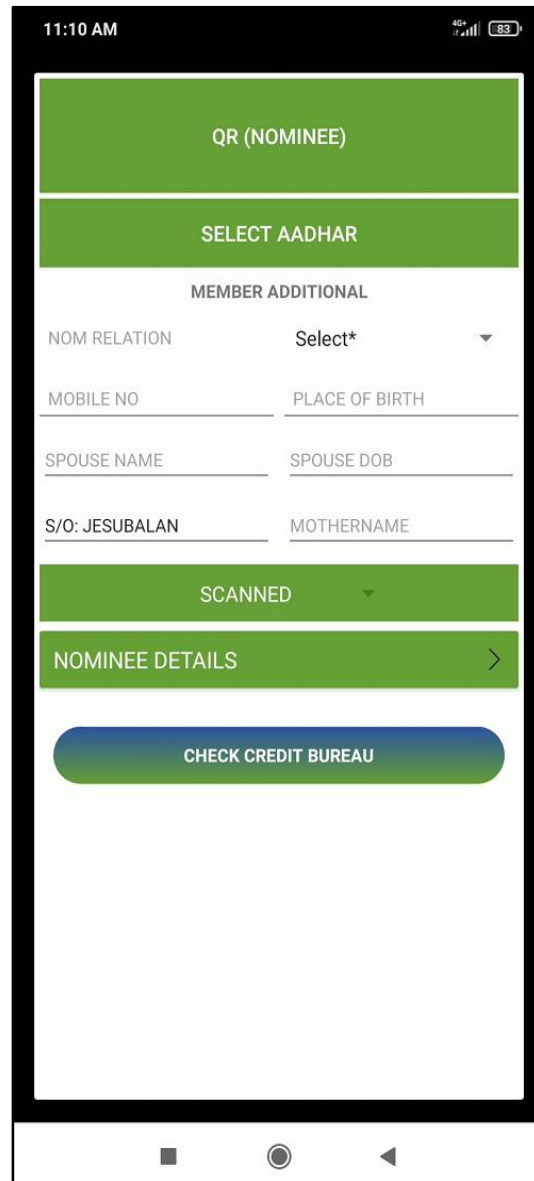 11:10 AM 4G+ 83
QR (NOMINEE)
SELECT AADHAR
MEMBER ADDITIONAL
NOM RELATION Select*
MOBILE NO PLACE OF BIRTH
SPOUSE NAME SPOUSE DOB
S/O: JESUBALAN MOTHERNAME
SCANNED
NOMINEE DETAILS
CHECK CREDIT BUREAU